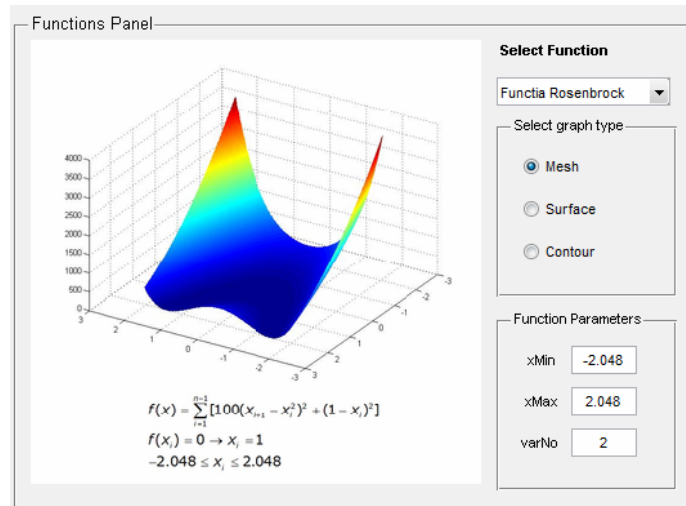 Functions Panel
4000
3500
3000
2500
2000
1500
1000
500
0
3
2
1
0
-1
-2
-3
3
2
1
0
-1
-2
-3
f(x) = ∑_{i=1}^{n-1} [100(x_{i+1} − x_i^2)^2 + (1 − x_i)^2]
f(x_i) = 0 → x_i = 1
−2.048 ≤ x_i ≤ 2.048
Select Function
Functia Rosenbrock
Select graph type
Mesh
Surface
Contour
Function Parameters
xMin -2.048
xMax 2.048
varNo 2